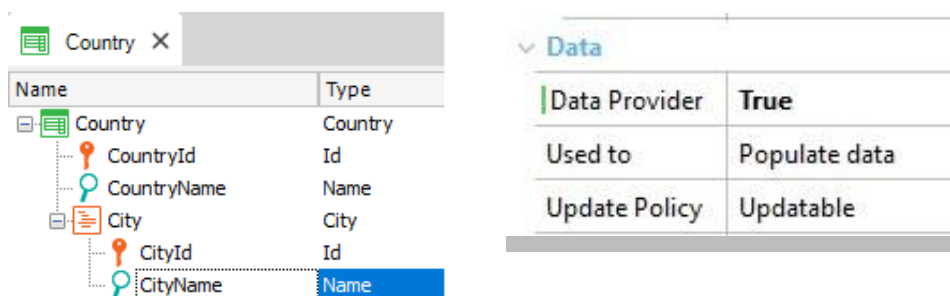 Country
Name Type
Country Country
CountryId Id
CountryName Name
City City
CityId Id
CityName Name
Data
Data Provider True
Used to Populate data
Update Policy Updatable